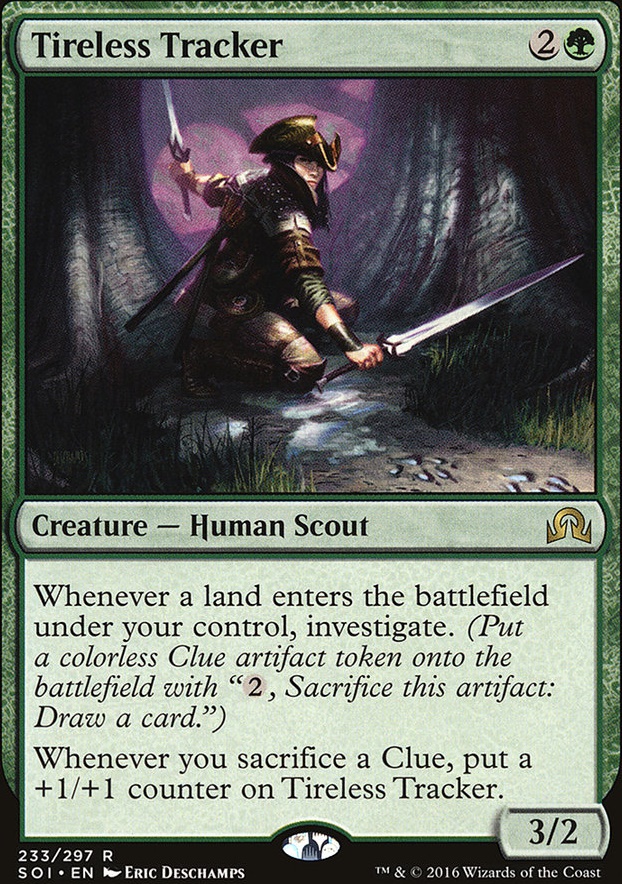 Tireless Tracker 2
Creature — Human Scout
Whenever a land enters the battlefield
under your control, investigate. (Put
a colorless Clue artifact token onto the
battlefield with “2, Sacrifice this artifact:
Draw a card.”)
Whenever you sacrifice a Clue, put a
+1/+1 counter on Tireless Tracker.
3/2
233/297 R
SOI • EN Eric Deschamps
™ & © 2016 Wizards of the Coast